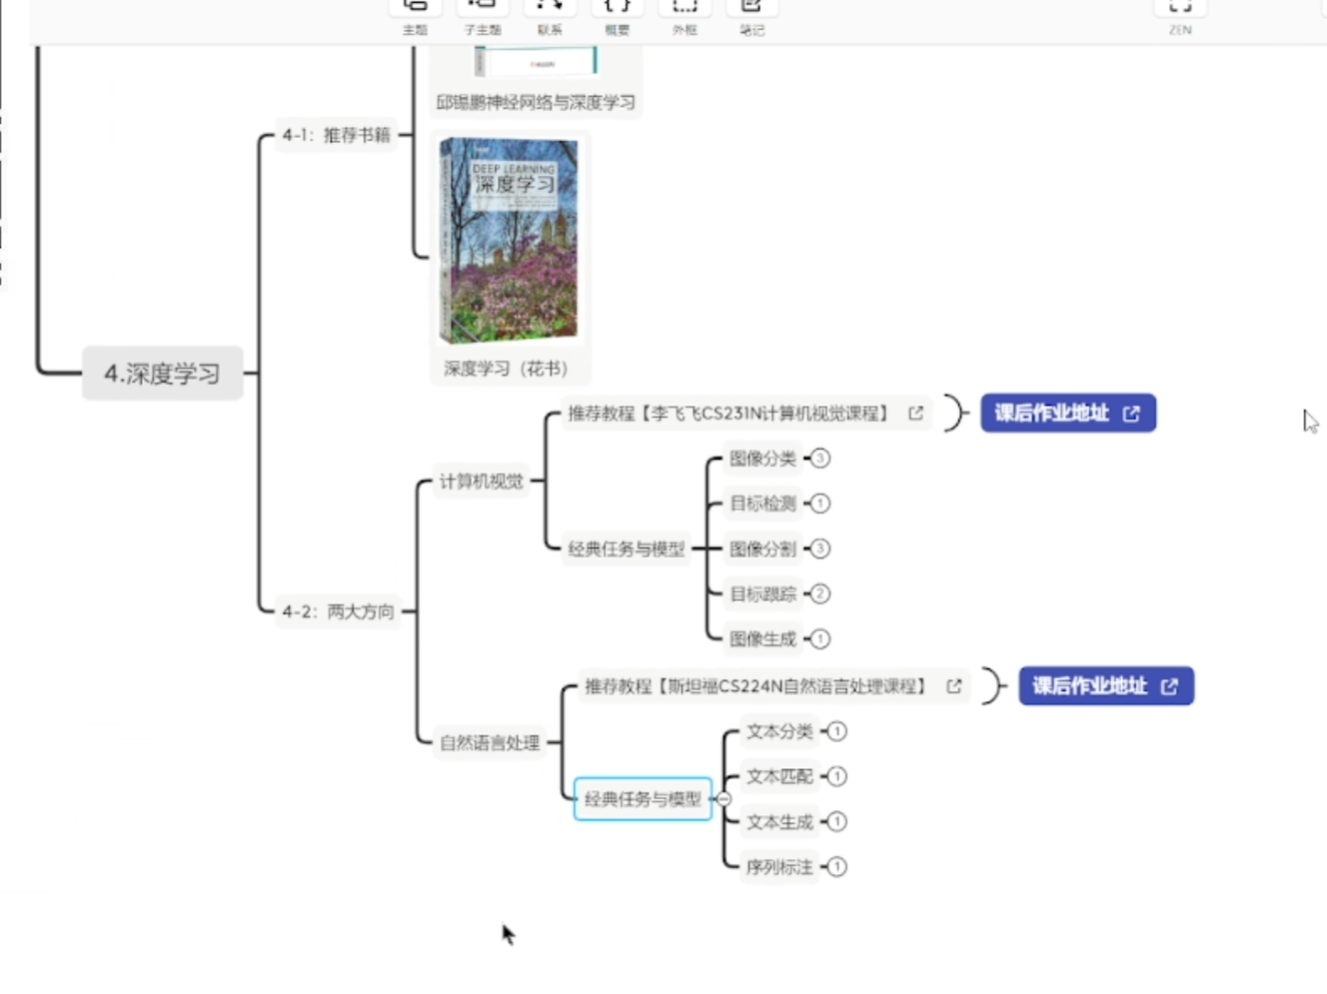 主题
子主题
联系
概要
外框
笔记
ZEN
邱锡鹏神经网络与深度学习
4-1：推荐书籍
DEEP LEARNING
深度学习
深度学习（花书）
4.深度学习
推荐教程【李飞飞CS231N计算机视觉课程】
课后作业地址
图像分类 3
计算机视觉
目标检测 1
经典任务与模型
图像分割 3
目标跟踪 2
4-2：两大方向
图像生成 1
推荐教程【斯坦福CS224N自然语言处理课程】
课后作业地址
文本分类 1
自然语言处理
文本匹配 1
经典任务与模型
文本生成 1
序列标注 1